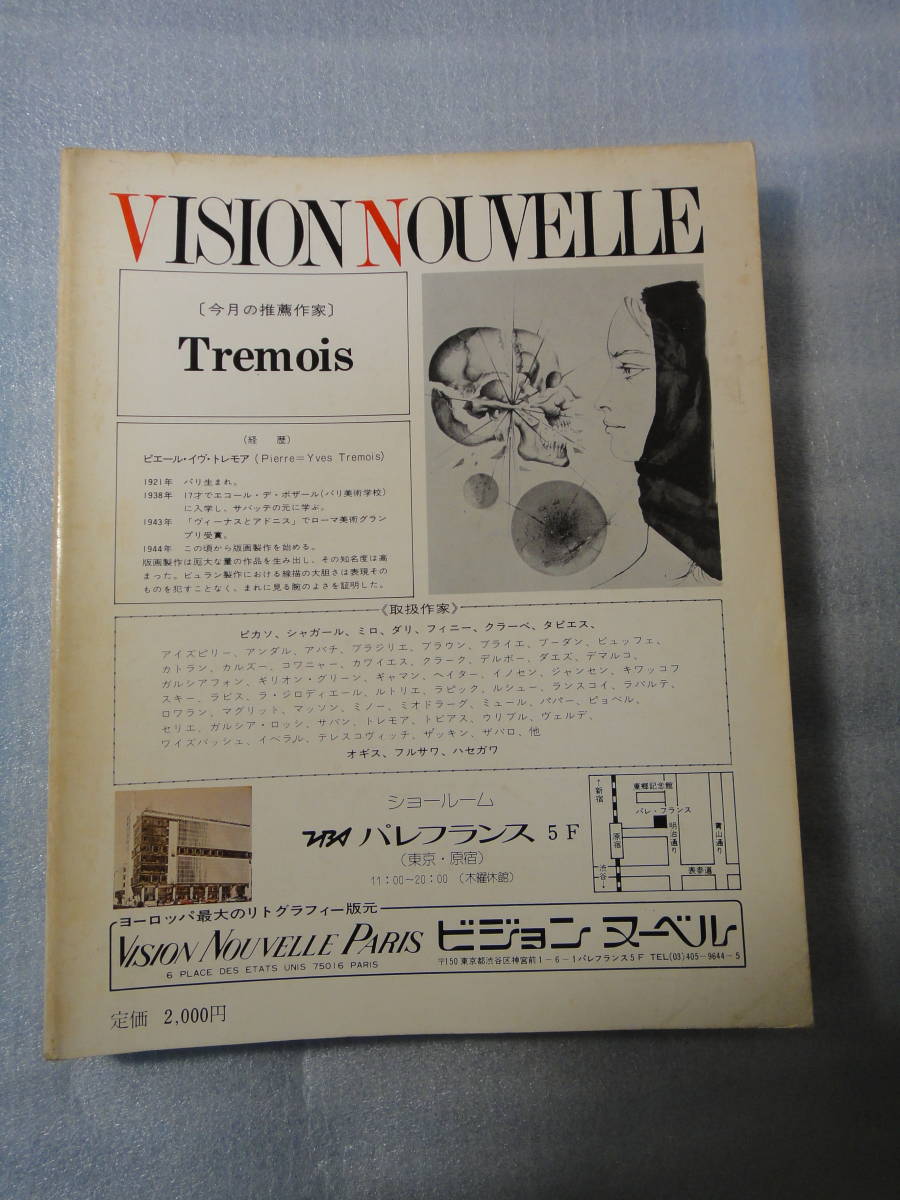 VISION NOUVELLE
〔今月の推薦作家〕
Tremois
(経 歴)
ピエール・イヴ・トレモア (Pierre=Yves Tremois)
1921年 パリ生まれ。
1938年 17才でエコール・デ・ボザール(パリ美術学校)
に入学し、サバッテの元に学ぶ。
1943年 「ヴィーナスとアドニス」でローマ美術グラン
プリ受賞。
1944年 この頃から版画製作を始める。
版画製作は厖大な量の作品を生み出し、その知名度は高
まった。ビュラン製作における線描の大胆さは表現その
ものを犯すことなく、まれに見る腕のよさを証明した。
《取扱作家》
ピカソ、シャガール、ミロ、ダリ、フィニー、クラーベ、タピエス、
アイズピリー、アンダル、アバチ、ブラジリエ、ブラウン、ブライエ、ブーダン、ビュッフェ、
カトラン、カルズー、コワニャー、カワイエス、クラーク、デルボー、ダエズ、デマルコ、
ガルシアフォン、ギリオン・グリーン、ギャマン、ヘイター、イノセン、ジャンセン、キワッコフ
スキー、ラピス、ラ・ジロディエール、ルトリエ、ラピック、ルシュー、ランスコイ、ラバルテ、
ロワラン、マグリット、マッソン、ミノー、ミオドラーグ、ミュール、パパー、ピョベル、
セリエ、ガルシア・ロッシ、サバン、トレモア、トビアス、ウリブル、ヴェルデ、
ワイズバッシュ、イベラル、テレスコヴィッチ、ザッキン、ザバロ、他
オギス、フルサワ、ハセガワ
ショールーム
パレフランス 5F
(東京・原宿)
11:00-20:00 (木曜休館)
↑新宿
東郷記念館
パレ・フランス
原宿
明治通り
青山通り
渋谷↓
表参道
ヨーロッパ最大のリトグラフィー版元
VISION NOUVELLE PARIS ビジョン ヌーベル
6 PLACE DES ETATS UNIS 75016 PARIS 〒150 東京都渋谷区神宮前1-6-1パレフランス5F TEL(03)405-9644-5
定価 2,000円